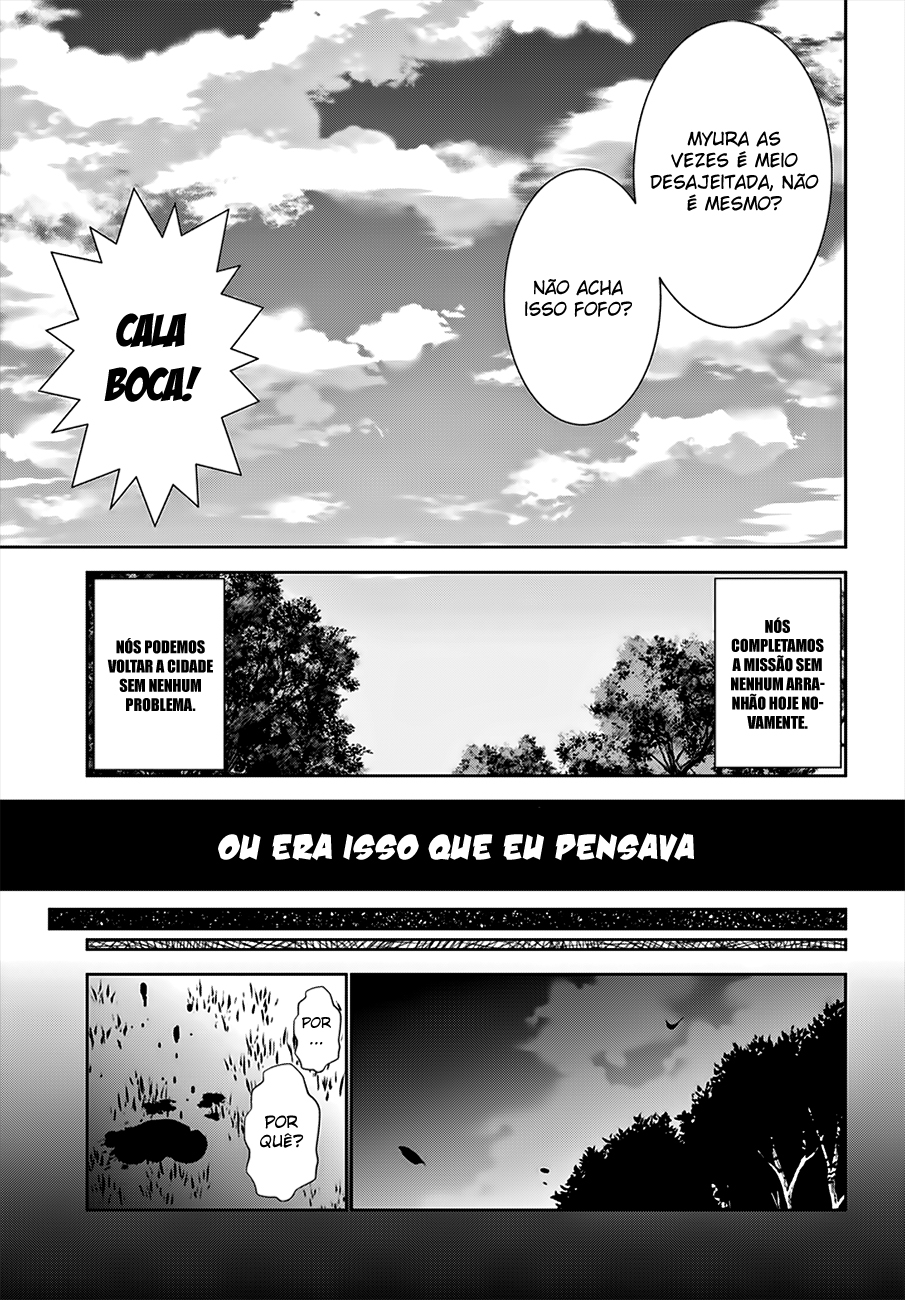 MYURA AS
VEZES É MEIO
DESAJEITADA, NÃO
É MESMO?
NÃO ACHA
ISSO FOFO?
CALA
BOCA!
NÓS
COMPLETAMOS
A MISSÃO SEM
NENHUM ARRA-
NHÃO HOJE NO-
VAMENTE.
NÓS PODEMOS
VOLTAR A CIDADE
SEM NENHUM
PROBLEMA.
OU ERA ISSO QUE EU PENSAVA
POR
...
POR
QUÊ?